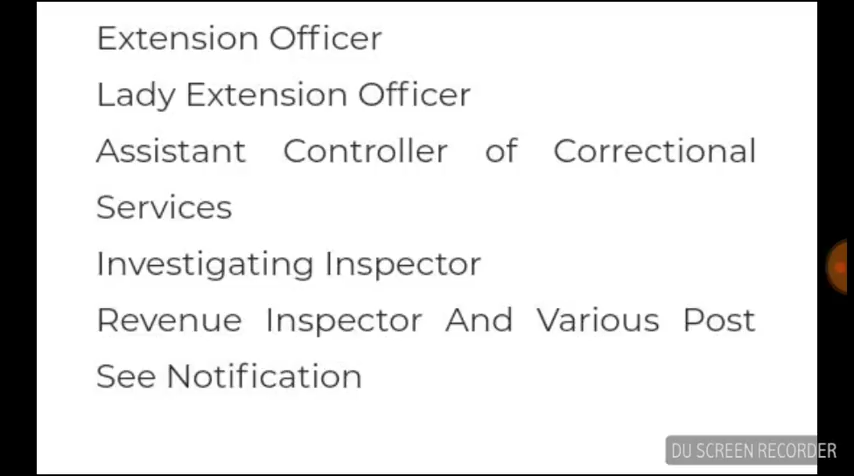 Extension Officer
Lady Extension Officer
Assistant Controller of Correctional
Services
Investigating Inspector
Revenue Inspector And Various Post
See Notification
DU SCREEN RECORDER